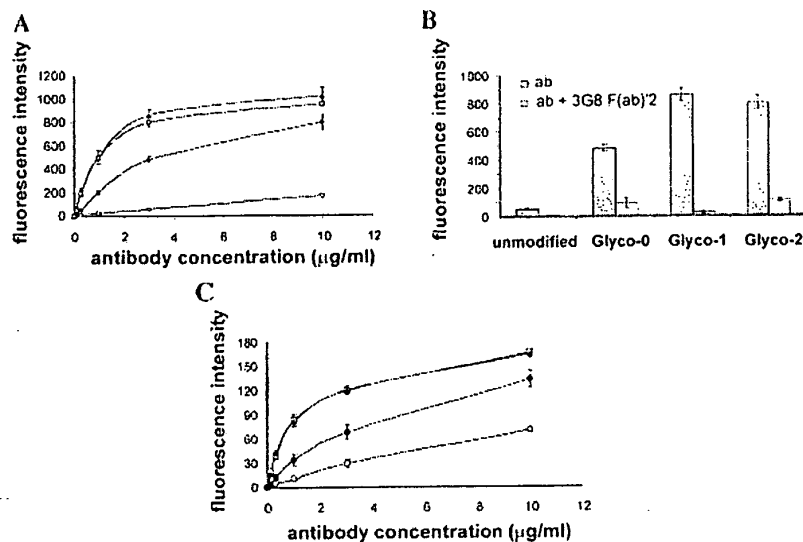 A
fluorescence intensity
1200
1000
800
600
400
200
0
0 2 4 6 8 10 12
antibody concentration (µg/ml)
B
fluorescence intensity
1000
800
600
400
200
0
ab
ab + 3G8 F(ab)'2
unmodified Glyco-0 Glyco-1 Glyco-2
C
fluorescence intensity
180
150
120
90
60
30
0
0 2 4 6 8 10 12
antibody concentration (µg/ml)